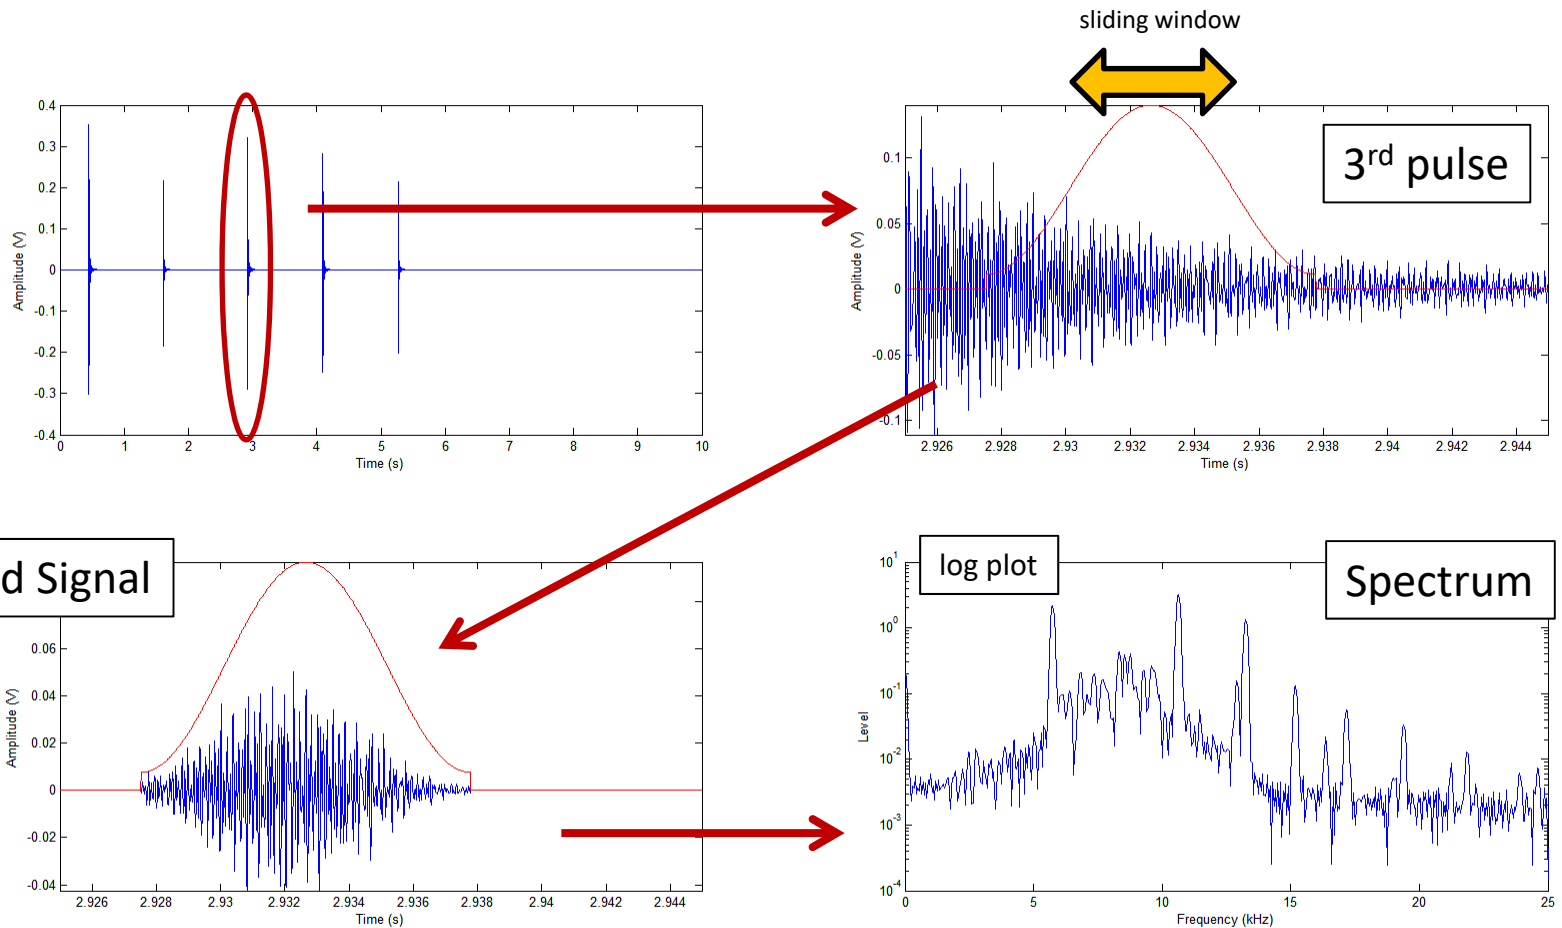 sliding window
0.4
0.3
0.2
0.1
0
-0.1
-0.2
-0.3
-0.4
Amplitude (V)
0 1 2 3 4 5 6 7 8 9 10
Time (s)
3rd pulse
0.1
0.05
0
-0.05
-0.1
Amplitude (V)
2.926 2.928 2.93 2.932 2.934 2.936 2.938 2.94 2.942 2.944
Time (s)
d Signal
0.06
0.04
0.02
0
-0.02
-0.04
Amplitude (V)
2.926 2.928 2.93 2.932 2.934 2.936 2.938 2.94 2.942 2.944
Time (s)
log plot
Spectrum
10^1
10^0
10^-1
10^-2
10^-3
10^-4
Level
0 5 10 15 20 25
Frequency (kHz)